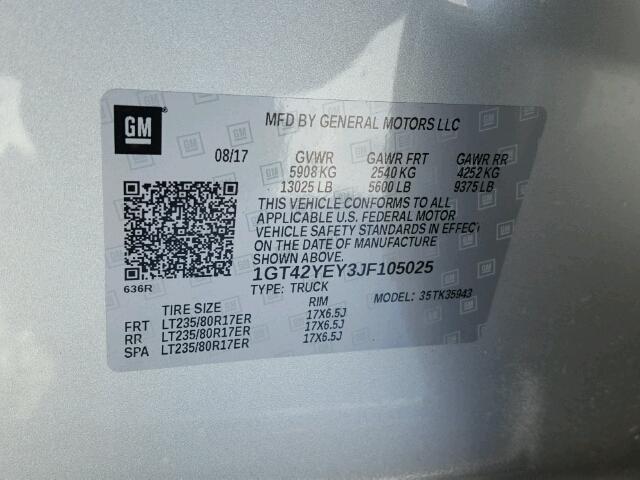 GM
MFD BY GENERAL MOTORS LLC
08/17 GVWR GAWR FRT GAWR RR
5908 KG 2540 KG 4252 KG
13025 LB 5600 LB 9375 LB
THIS VEHICLE CONFORMS TO ALL
APPLICABLE U.S. FEDERAL MOTOR
VEHICLE SAFETY STANDARDS IN EFFECT
ON THE DATE OF MANUFACTURE
SHOWN ABOVE.
636R
1GT42YEY3JF105025
TYPE: TRUCK MODEL: 35TK35943
TIRE SIZE RIM
FRT LT235/80R17ER 17X6.5J
RR LT235/80R17ER 17X6.5J
SPA LT235/80R17ER 17X6.5J